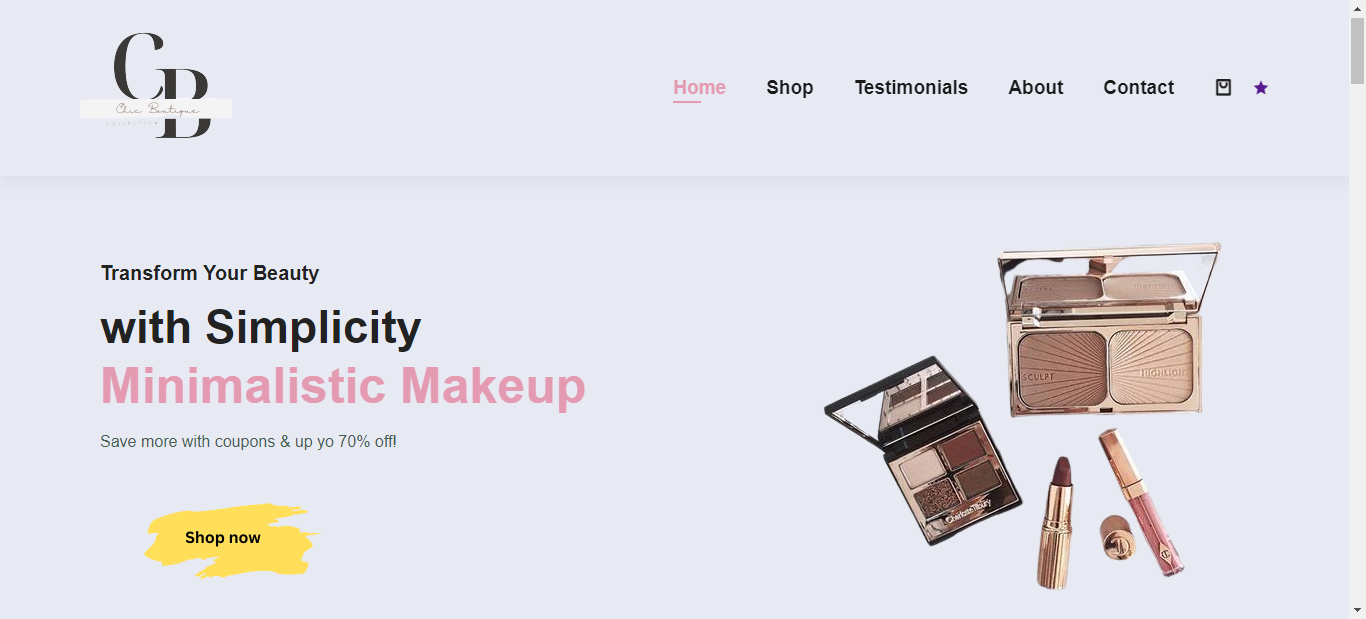 CB
Chic Boutique
Home Shop Testimonials About Contact
Transform Your Beauty
with Simplicity
Minimalistic Makeup
Save more with coupons & up yo 70% off!
Shop now
SCULPT HIGHLIGHT
Charlotte Tilbury